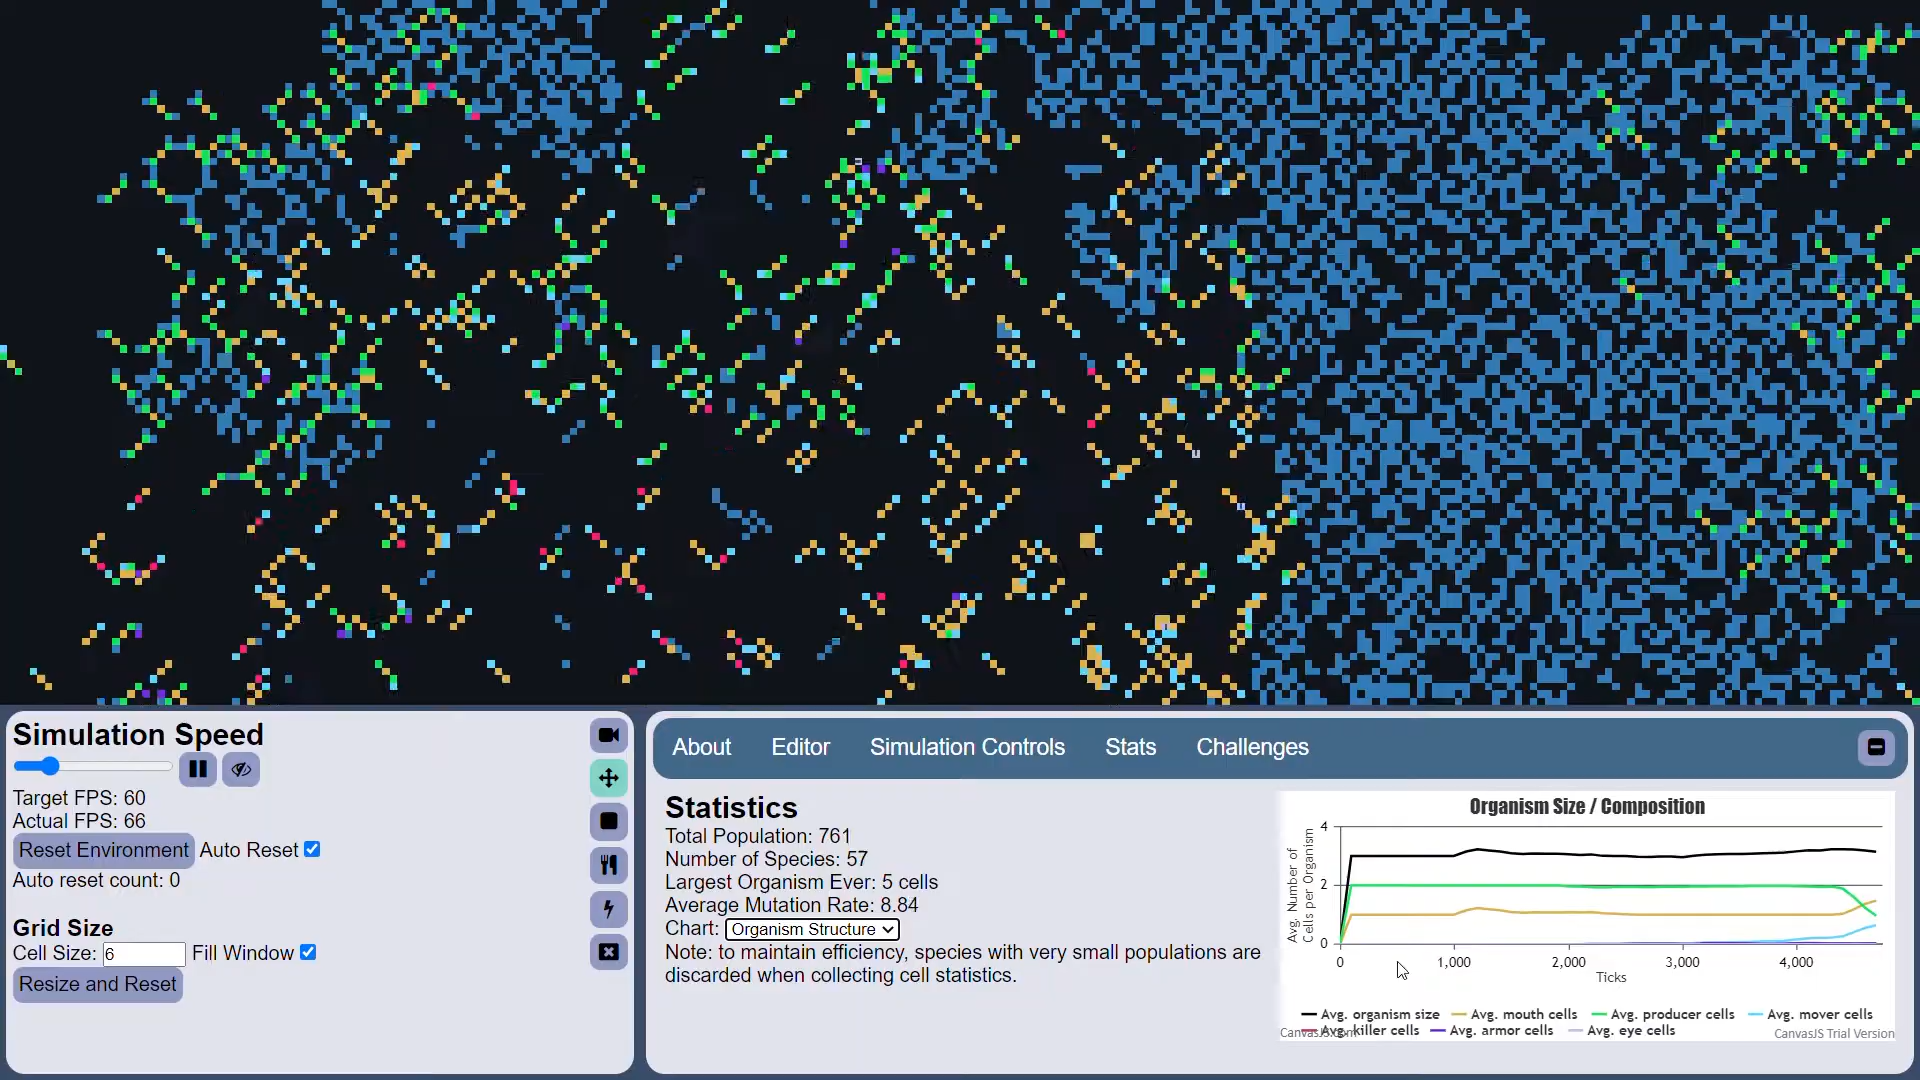 Simulation Speed
Target FPS: 60
Actual FPS: 66
Reset Environment Auto Reset
Auto reset count: 0
Grid Size
Cell Size: 6 Fill Window
Resize and Reset
About Editor Simulation Controls Stats Challenges
Statistics
Total Population: 761
Number of Species: 57
Largest Organism Ever: 5 cells
Average Mutation Rate: 8.84
Chart: Organism Structure
Note: to maintain efficiency, species with very small populations are
discarded when collecting cell statistics.
Organism Size / Composition
Avg. Number of
Cells per Organism
4
2
0
0 1,000 2,000 3,000 4,000
Ticks
Avg. organism size Avg. mouth cells Avg. producer cells Avg. mover cells
Avg. killer cells Avg. armor cells Avg. eye cells
CanvasJS.com CanvasJS Trial Version